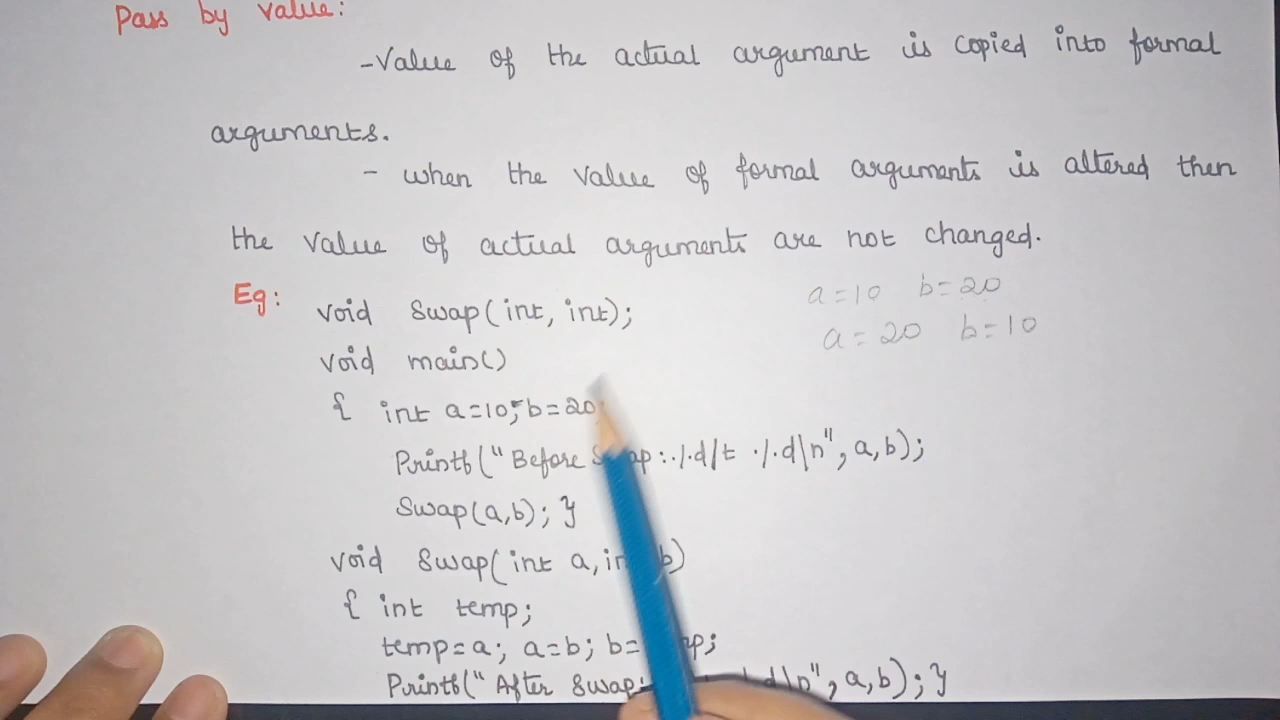 Pass by value:
-Value of the actual argument is copied into formal
arguments.
- when the value of formal arguments is altered then
the value of actual arguments are not changed.
a=10 b=20
Eg: void Swap(int, int);
a=20 b=10
void main()
{ int a=10, b=20;
Printf("Before Swap:%d/t %d\n", a,b);
Swap(a,b); }
void Swap(int a, int b)
{ int temp;
temp=a; a=b; b=
Printf("After Swap: d\n", a,b);}